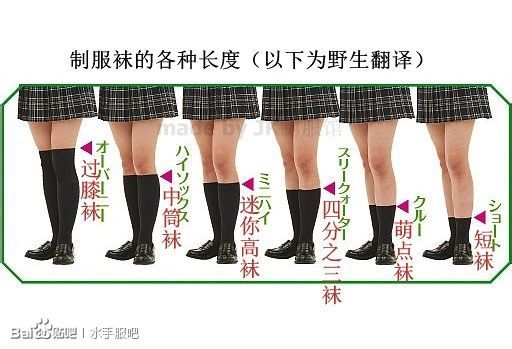 制服袜的各种长度（以下为野生翻译）
made by JK制服馆
オーバーニー
过膝袜
ハイソックス
中筒袜
ミニハイ
迷你高袜
スリークォーター
四分之三袜
クルー
萌点袜
ショート
短袜
Bai贴吧|水手服吧